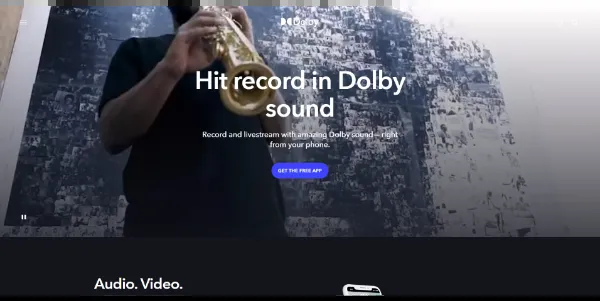 Dolby
Hit record in Dolby
sound
Record and livestream with amazing Dolby sound— right
from your phone.
GET THE FREE APP
Audio. Video.